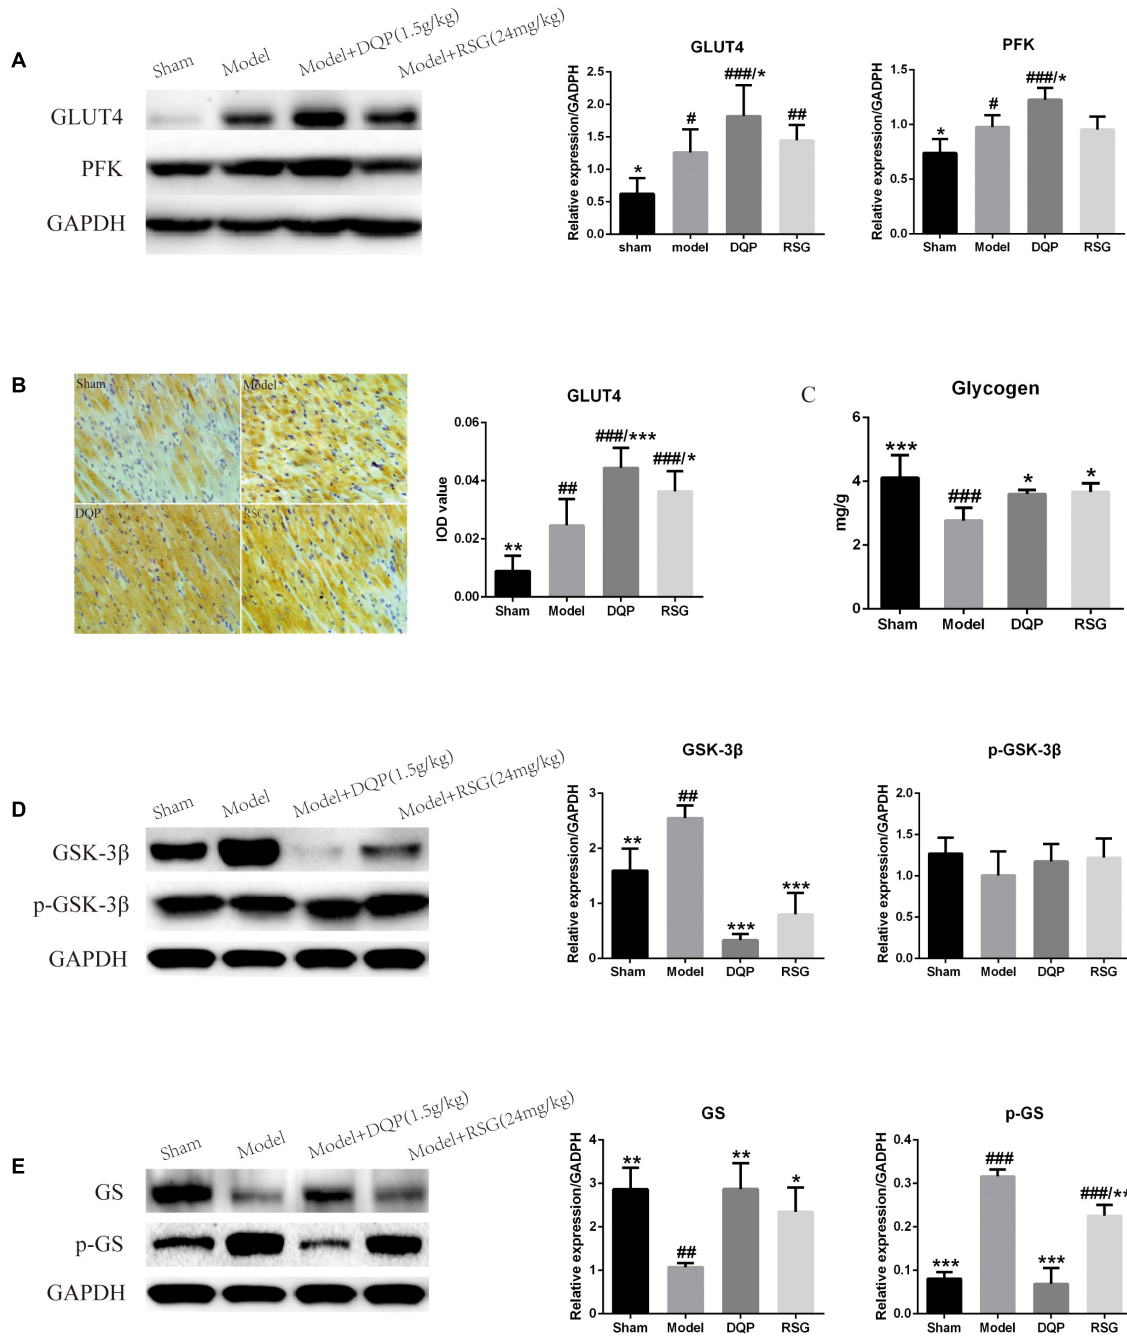 A
Sham
Model
Model+DQP(1.5g/kg)
Model+RSG(24mg/kg)
GLUT4
PFK
GAPDH
GLUT4
Relative expression/GADPH
2.5
2.0
1.5
1.0
0.5
0.0
*
#
###/*
##
sham
model
DQP
RSG
PFK
Relative expression/GADPH
1.5
1.0
0.5
0.0
*
#
###/*
Sham
Model
DQP
RSG
B
Sham
Model
DQP
RSG
GLUT4
IOD value
0.06
0.04
0.02
0.00
**
##
###/***
###/*
Sham
Model
DQP
RSG
C
Glycogen
mg/g
6
4
2
0
***
###
*
*
Sham
Model
DQP
RSG
D
Sham
Model
Model+DQP(1.5g/kg)
Model+RSG(24mg/kg)
GSK-3β
p-GSK-3β
GAPDH
GSK-3β
Relative expression/GAPDH
3
2
1
0
**
##
***
***
Sham
Model
DQP
RSG
p-GSK-3β
Relative expression/GAPDH
2.0
1.5
1.0
0.5
0.0
Sham
Model
DQP
RSG
E
Sham
Model
Model+DQP(1.5g/kg)
Model+RSG(24mg/kg)
GS
p-GS
GAPDH
GS
Relative expression/GADPH
4
3
2
1
0
**
##
**
*
Sham
Model
DQP
RSG
p-GS
Relative expression/GADPH
0.4
0.3
0.2
0.1
0.0
***
###
***
###/**
Sham
Model
DQP
RSG